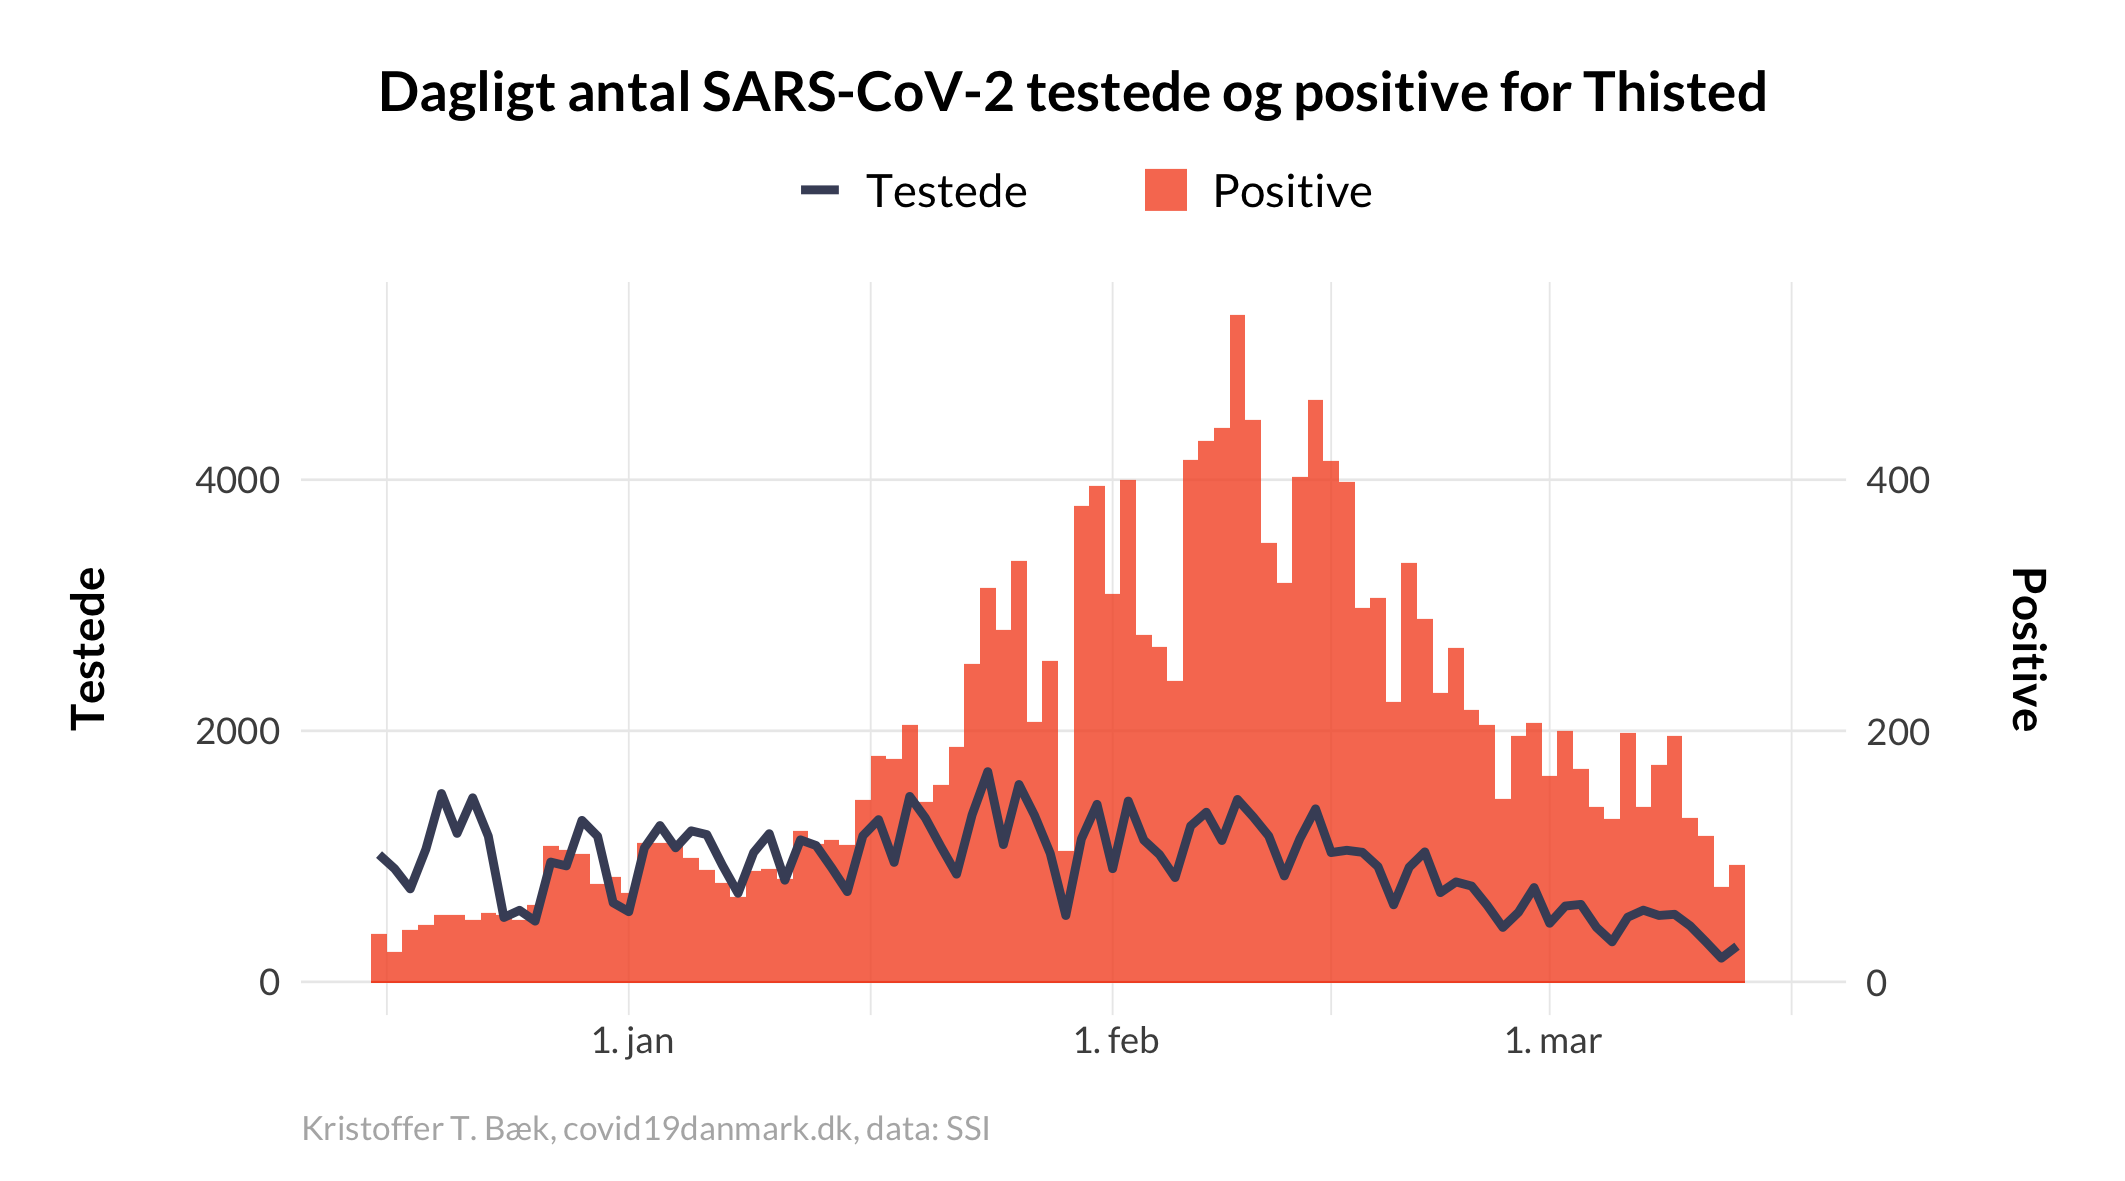 Dagligt antal SARS-CoV-2 testede og positive for Thisted
Testede
Positive
4000
2000
0
Testede
400
200
0
Positive
1. jan
1. feb
1. mar
Kristoffer T. Bæk, covid19danmark.dk, data: SSI